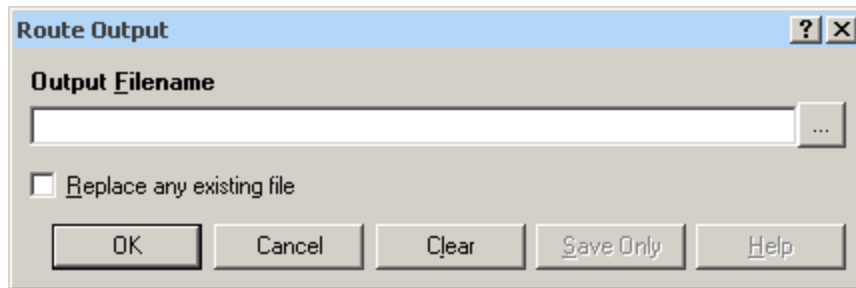 Route Output
Output Filename
...
Replace any existing file
OK Cancel Clear Save Only Help